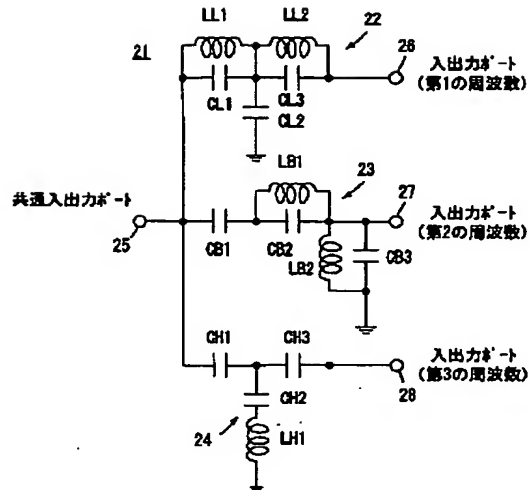 LL1
LL2
21
22
26
CL1
CL3
CL2
入出力ポート
(第1の周波数)
LB1
23
27
共通入出力ポート
25
CB1
CB2
LB2
CB3
入出力ポート
(第2の周波数)
CH1
CH3
24
CH2
LH1
28
入出力ポート
(第3の周波数)